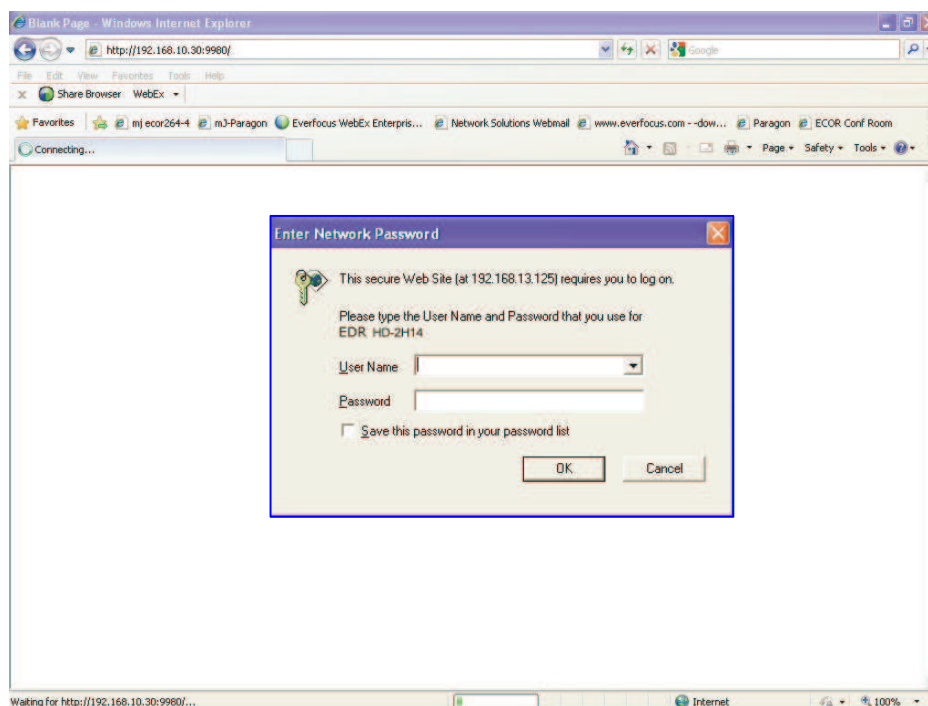 Blank Page - Windows Internet Explorer
http://192.168.10.30:9980/
Google
File Edit View Favorites Tools Help
x Share Browser WebEx
Favorites mj ecor264-4 mJ-Paragon Everfocus WebEx Enterpris... Network Solutions Webmail www.everfocus.com --dow... Paragon ECOR Conf Room
Connecting...
Page Safety Tools
Enter Network Password
This secure Web Site (at 192.168.13.125) requires you to log on.
Please type the User Name and Password that you use for
EDR HD-2H14
User Name
Password
Save this password in your password list
OK Cancel
Waiting for http://192.168.10.30:9980/... Internet 100%